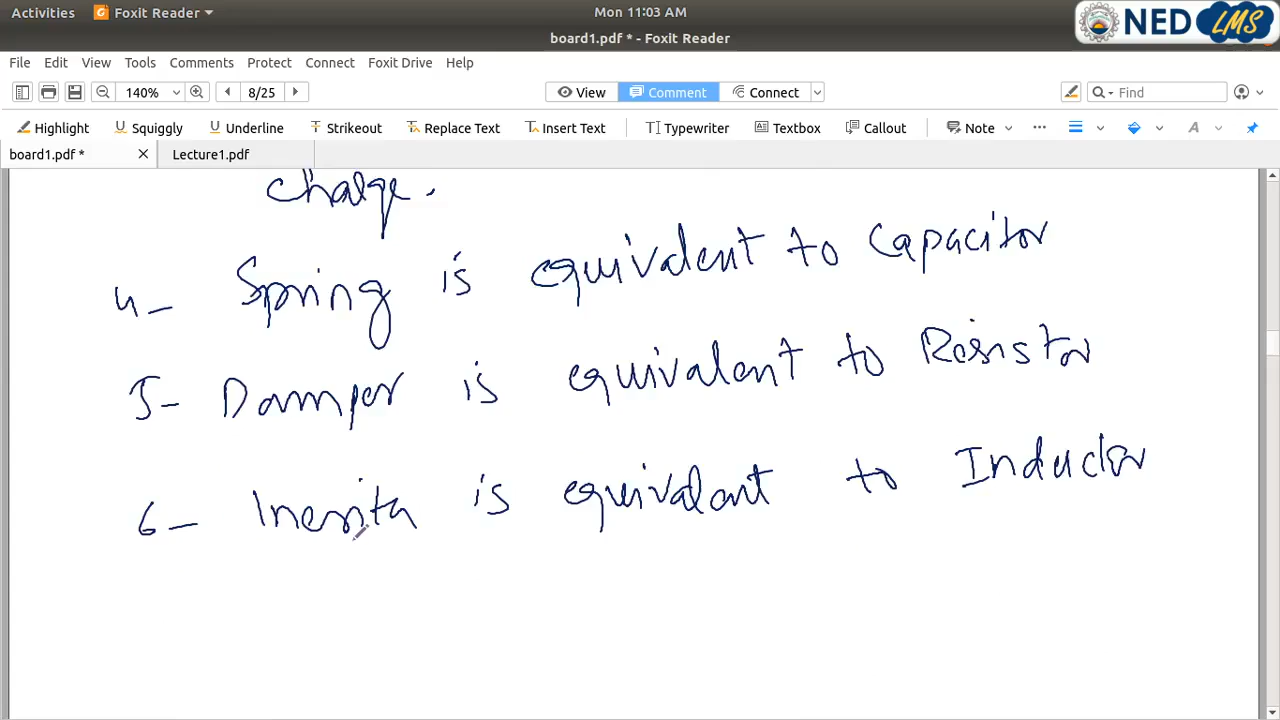 Activities Foxit Reader Mon 11:03 AM NED LMS
board1.pdf * - Foxit Reader
File Edit View Tools Comments Protect Connect Foxit Drive Help
140% 8/25 View Comment Connect Find
Highlight Squiggly Underline Strikeout Replace Text Insert Text Typewriter Textbox Callout Note
board1.pdf * Lecture1.pdf
Charge.
4- Spring is equivalent to Capacitor
5- Damper is equivalent to Resistor
6- Inerita is equivalent to Inductor